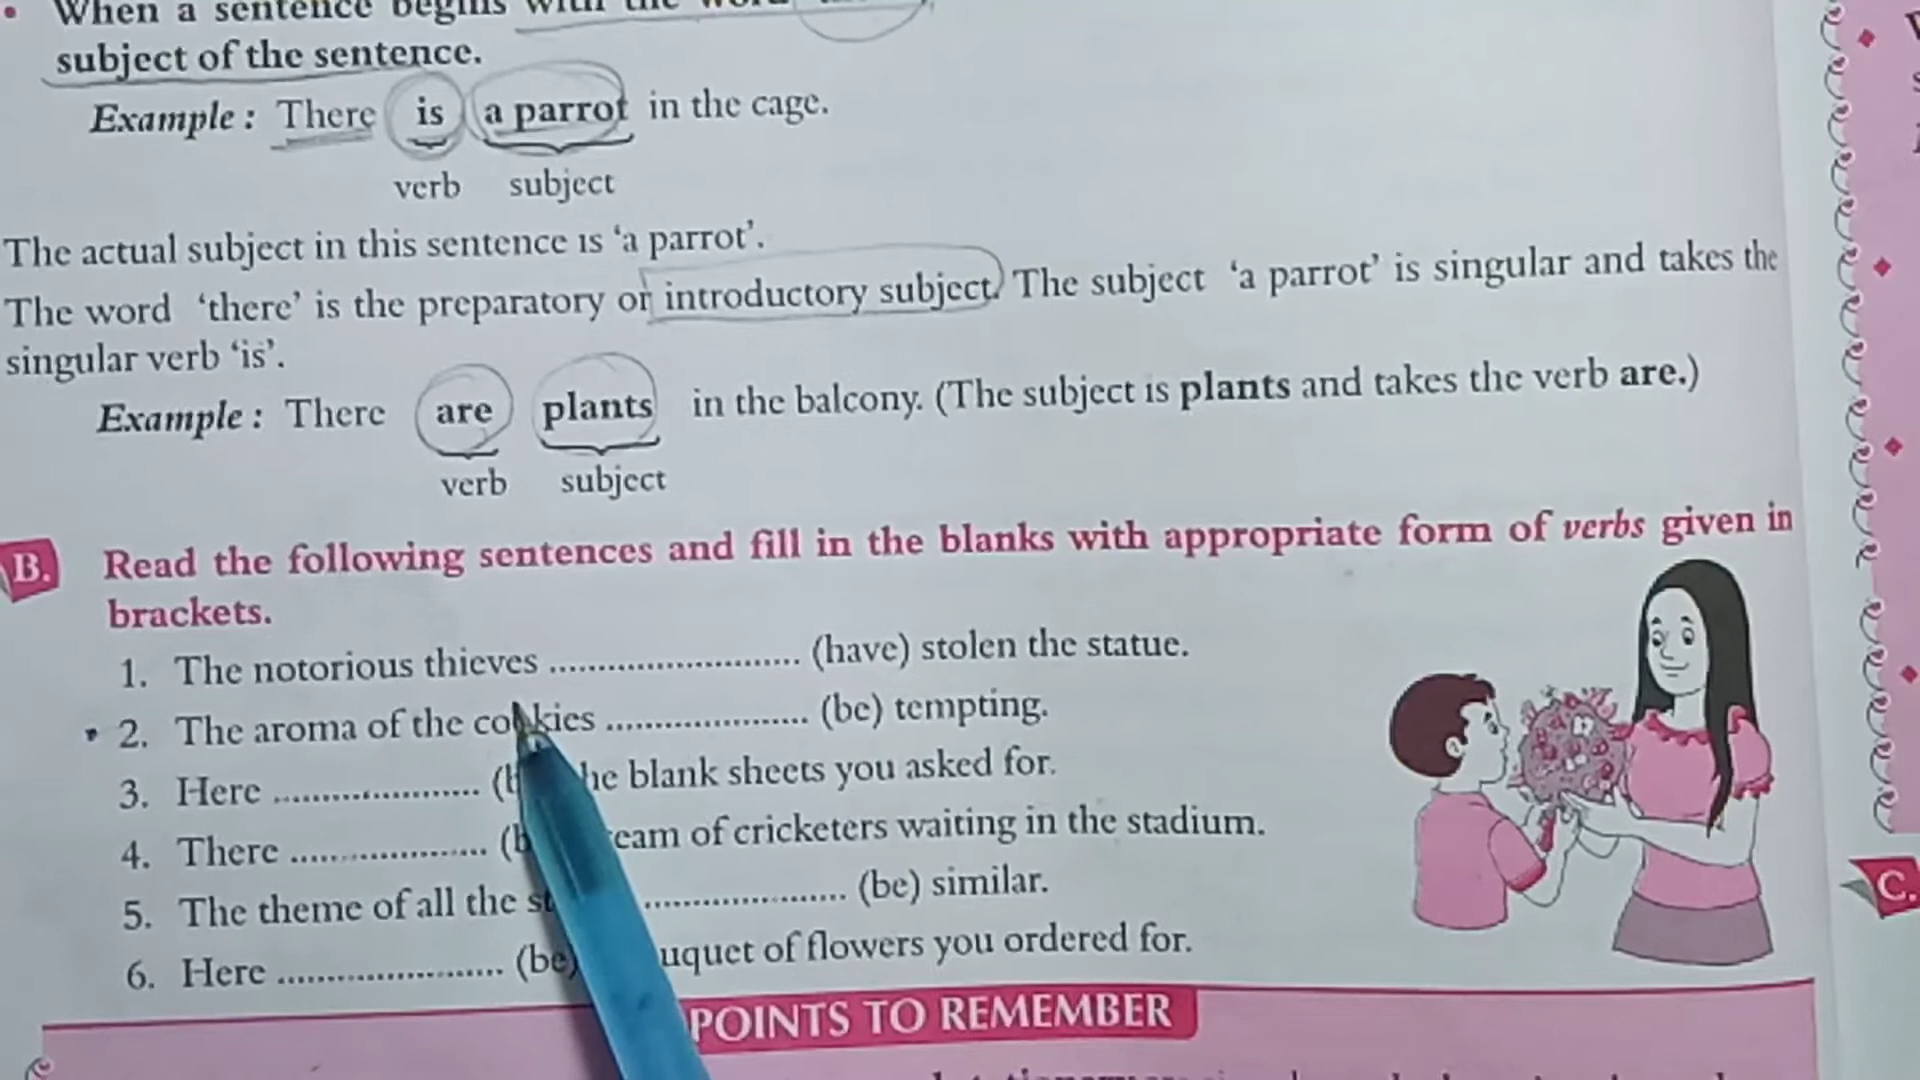 When a sentence begins with the word
subject of the sentence.
Example : There is a parrot in the cage.
verb subject
The actual subject in this sentence is ‘a parrot’.
The word ‘there’ is the preparatory or introductory subject. The subject ‘a parrot’ is singular and takes the
singular verb ‘is’.
Example : There are plants in the balcony. (The subject is plants and takes the verb are.)
verb subject
B. Read the following sentences and fill in the blanks with appropriate form of verbs given in
brackets.
1. The notorious thieves ......................... (have) stolen the statue.
2. The aroma of the cookies ..................... (be) tempting.
3. Here ..................... blank sheets you asked for.
4. There .................... of cricketers waiting in the stadium.
5. The theme of all the ..................... (be) similar.
6. Here ....................... (be) of flowers you ordered for.
POINTS TO REMEMBER
C.